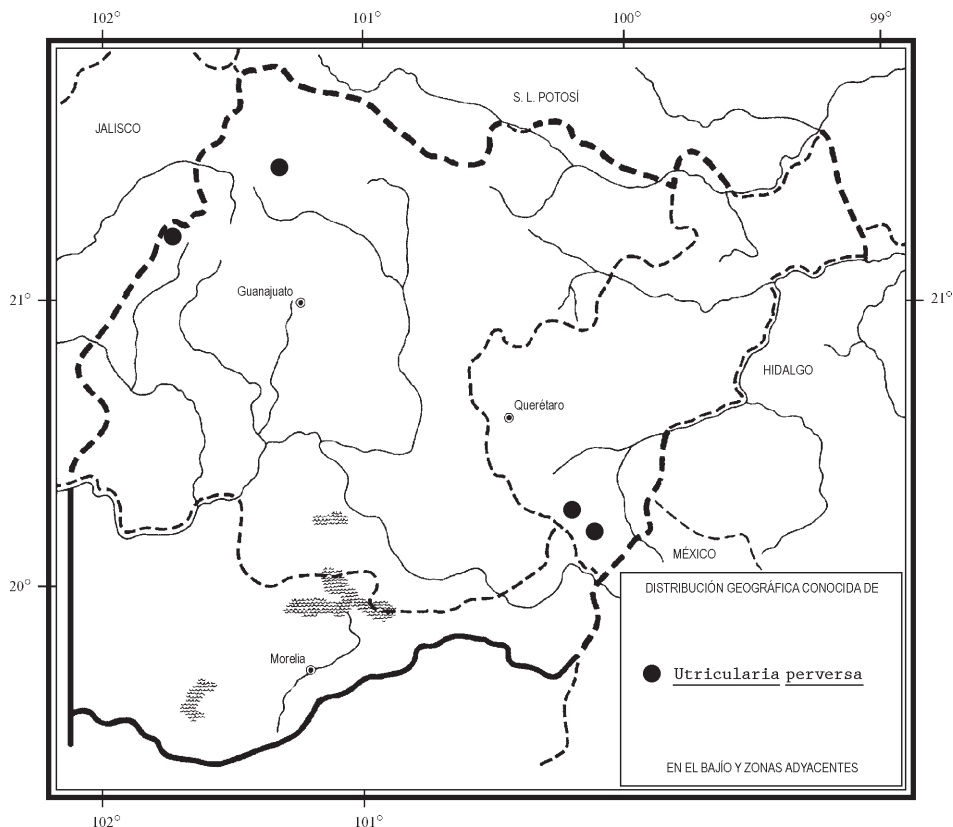 102° 101° 100° 99°
S. L. POTOSÍ
JALISCO
Guanajuato
21° 21°
HIDALGO
Querétaro
MÉXICO
20°
DISTRIBUCIÓN GEOGRÁFICA CONOCIDA DE
Morelia
Utricularia perversa
EN EL BAJÍO Y ZONAS ADYACENTES
102° 101°